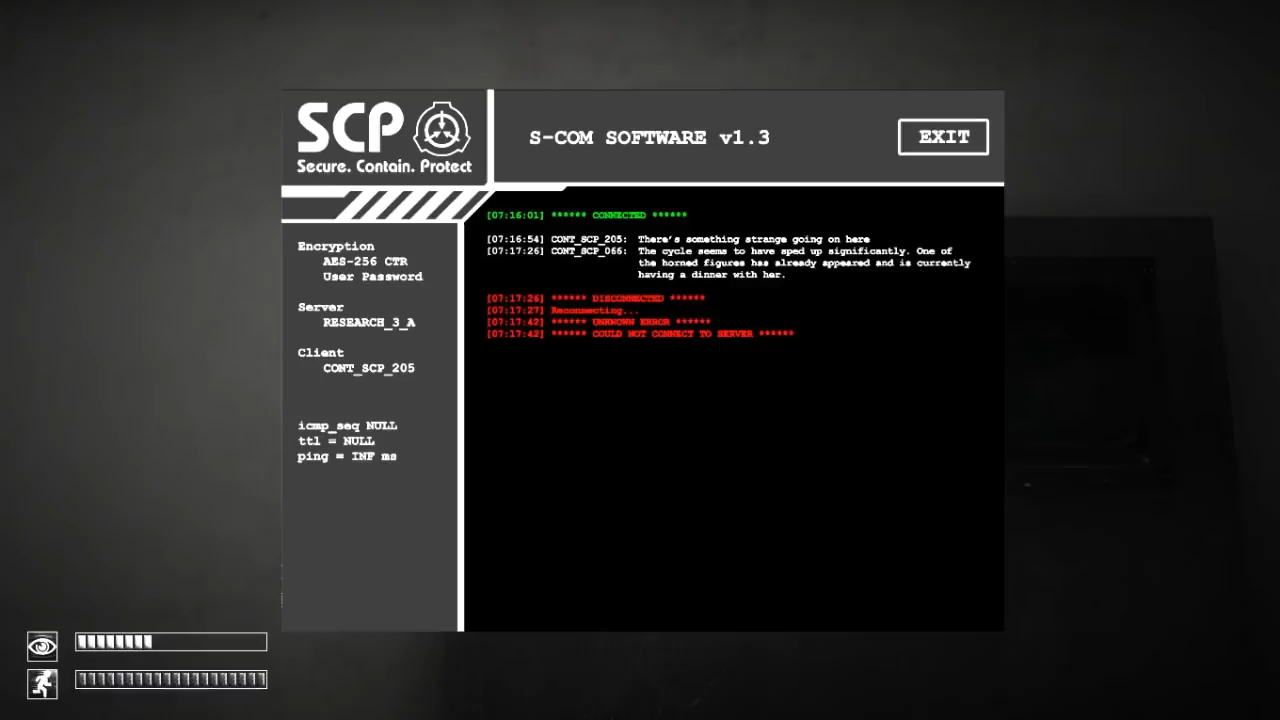 SCP
Secure. Contain. Protect
S-COM SOFTWARE v1.3
EXIT
Encryption
AES-256 CTR
User Password
Server
RESEARCH_3_A
Client
CONT_SCP_205
icmp_seq NULL
ttl = NULL
ping = INF ms
[07:16:01] ****** CONNECTED ******
[07:16:54] CONT_SCP_205: There's something strange going on here
[07:17:26] CONT_SCP_066: The cycle seems to have sped up significantly. One of
the horned figures has already appeared and is currently
having a dinner with her.
[07:17:26] ****** DISCONNECTED ******
[07:17:27] Reconnecting...
[07:17:42] ****** UNKNOWN ERROR ******
[07:17:42] ****** COULD NOT CONNECT TO SERVER ******